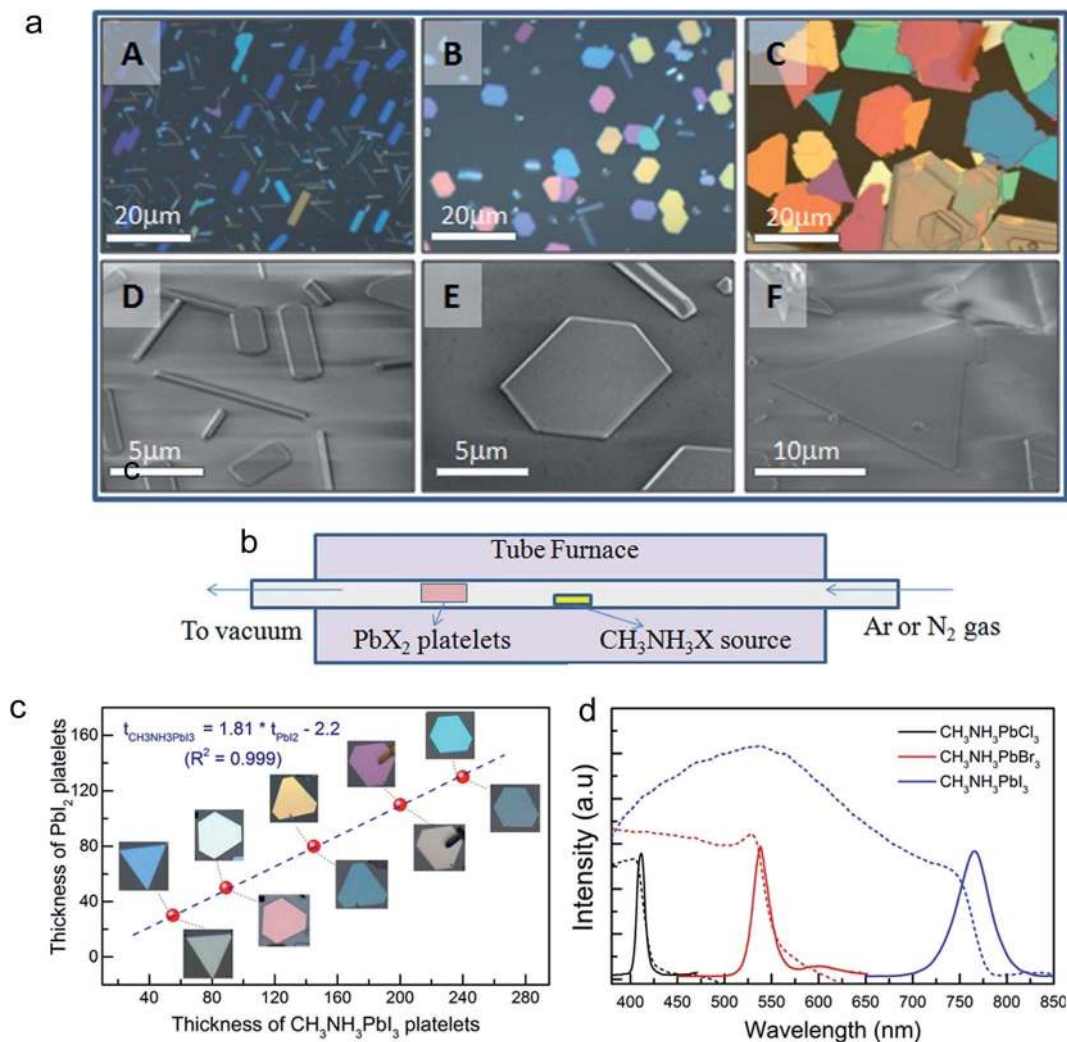 a
A
B
C
20μm
20μm
20μm
D
E
F
5μm
5μm
10μm
c
b
Tube Furnace
To vacuum
PbX₂ platelets
CH₃NH₃X source
Ar or N₂ gas
c
t_CH3NH3PbI3 = 1.81 * t_PbI2 - 2.2
(R² = 0.999)
Thickness of PbI₂ platelets
160
120
80
40
0
40
80
120
160
200
240
280
Thickness of CH₃NH₃PbI₃ platelets
d
CH₃NH₃PbCl₃
CH₃NH₃PbBr₃
CH₃NH₃PbI₃
Intensity (a.u)
400
450
500
550
600
650
700
750
800
850
Wavelength (nm)